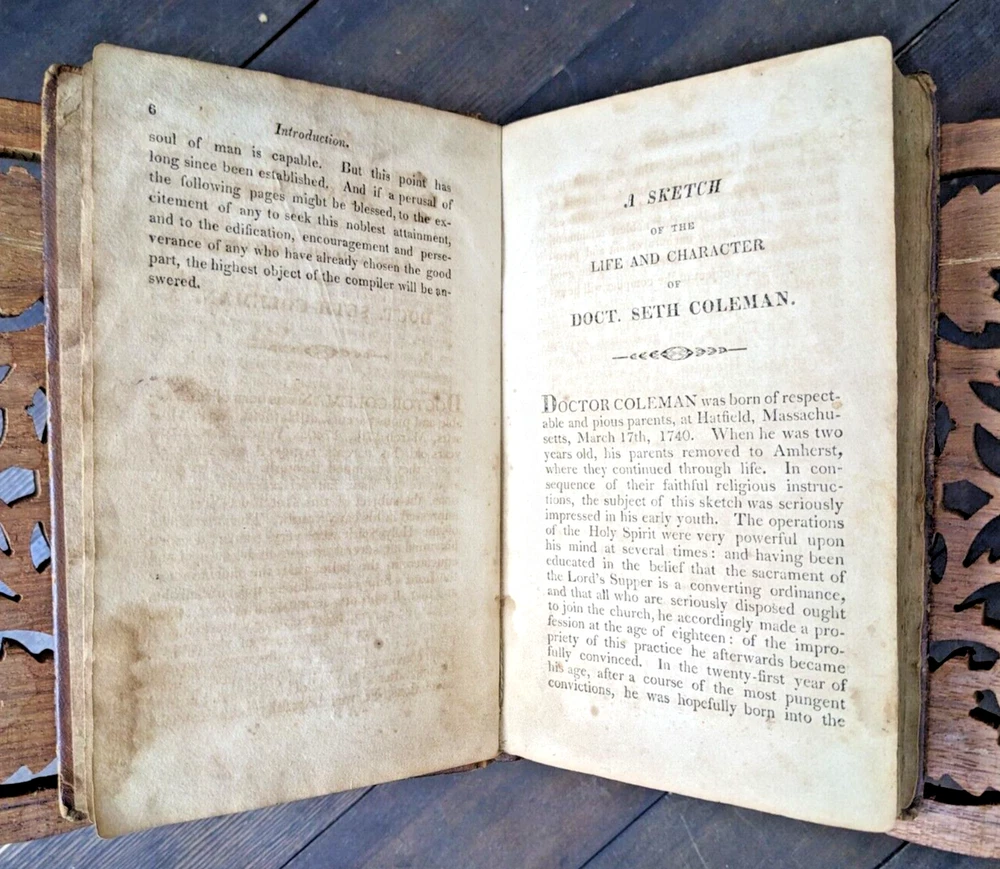 6
Introduction.
soul of man is capable. But this point has
long since been established. And if a perusal of
the following pages might be blessed, to the ex-
citement of any to seek this noblest attainment,
and to the edification, encouragement and perse-
verance of any who have already chosen the good
part, the highest object of the compiler will be an-
swered.
A SKETCH
OF THE
LIFE AND CHARACTER
OF
DOCT. SETH COLEMAN.
DOCTOR COLEMAN was born of respect-
able and pious parents, at Hatfield, Massachu-
setts, March 17th, 1740. When he was two
years old, his parents removed to Amherst,
where they continued through life. In con-
sequence of their faithful religious instruc-
tions, the subject of this sketch was seriously
impressed in his early youth. The operations
of the Holy Spirit were very powerful upon
his mind at several times: and having been
educated in the belief that the sacrament of
the Lord's Supper is a converting ordinance,
and that all who are seriously disposed ought
to join the church, he accordingly made a pro-
fession at the age of eighteen: of the impro-
priety of this practice he afterwards became
fully convinced. In the twenty-first year of
his age, after a course of the most pungent
convictions, he was hopefully born into the